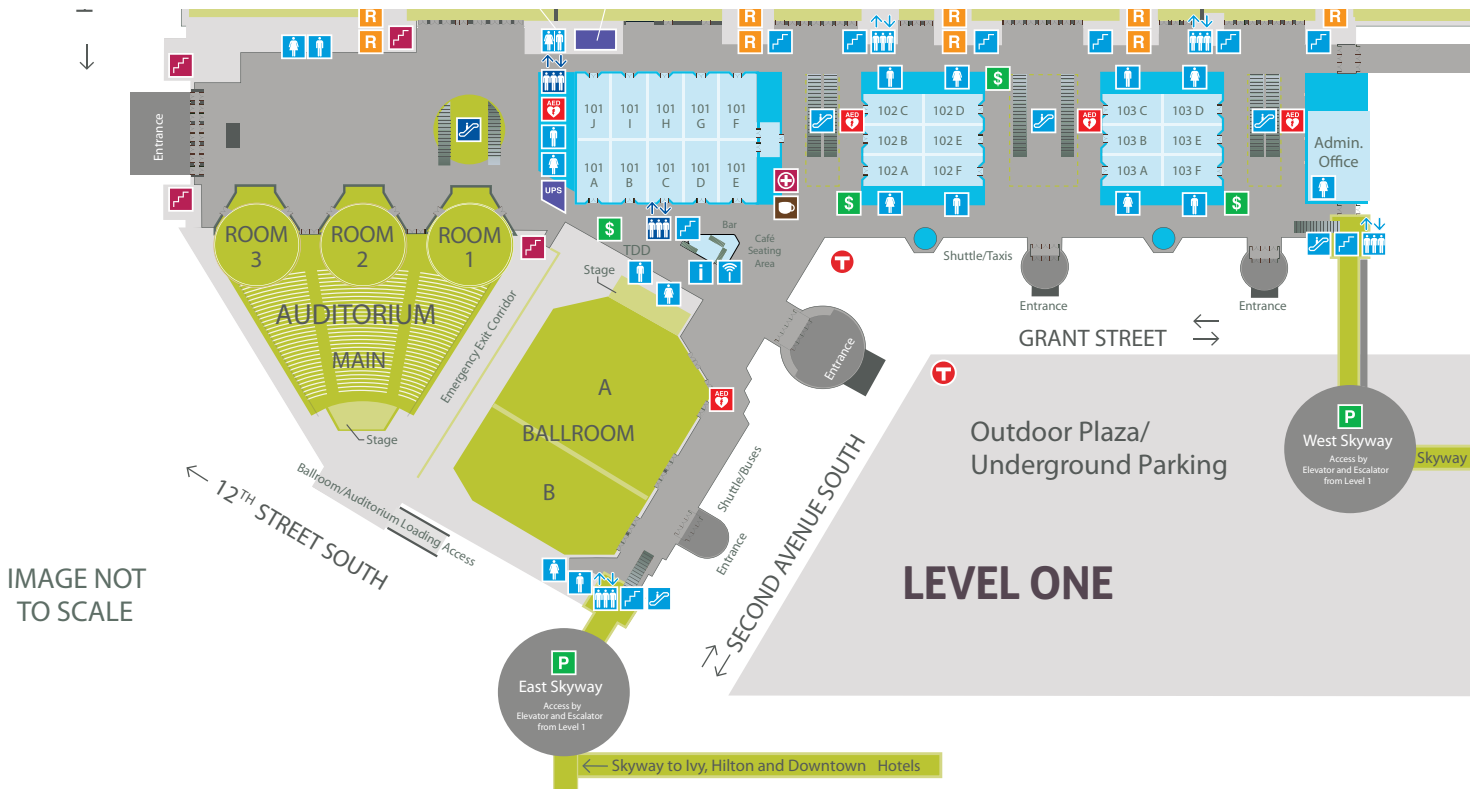 R
R
R
R
R
R
R
R
R
Entrance
AED
UPS
101
J
101
I
101
H
101
G
101
F
101
A
101
B
101
C
101
D
101
E
$
AED
102 C
102 D
102 B
102 E
102 A
102 F
$
AED
103 C
103 D
103 B
103 E
103 A
103 F
$
AED
Admin.
Office
ROOM
3
ROOM
2
ROOM
1
AUDITORIUM
MAIN
Stage
Emergency Exit Corridor
$
TDD
Stage
Bar
Café
Seating
Area
i
T
Shuttle/Taxis
Entrance
Entrance
GRANT STREET
Entrance
T
A
BALLROOM
B
AED
Shuttle/Buses
Entrance
SECOND AVENUE SOUTH
Outdoor Plaza/
Underground Parking
P
West Skyway
Access by
Elevator and Escalator
from Level 1
Skyway
Ballroom/Auditorium Loading Access
12TH STREET SOUTH
IMAGE NOT
TO SCALE
LEVEL ONE
P
East Skyway
Access by
Elevator and Escalator
from Level 1
Skyway to Ivy, Hilton and Downtown Hotels